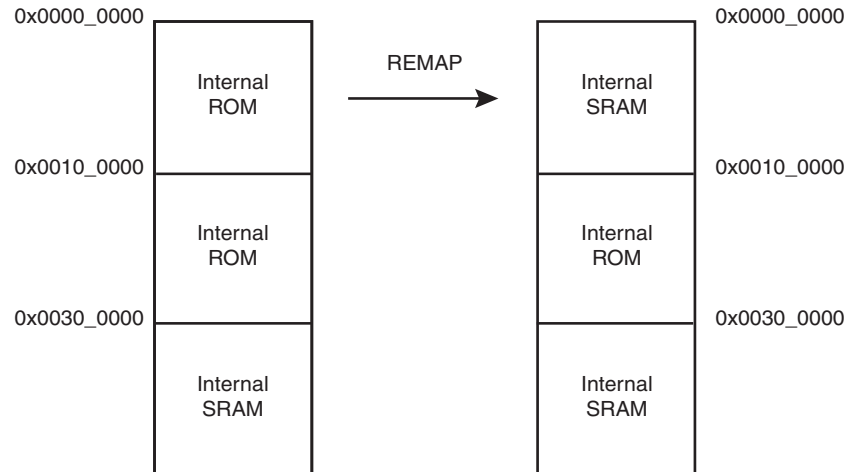 0x0000_0000
0x0000_0000
Internal
ROM
REMAP
Internal
SRAM
0x0010_0000
0x0010_0000
Internal
ROM
Internal
ROM
0x0030_0000
0x0030_0000
Internal
SRAM
Internal
SRAM